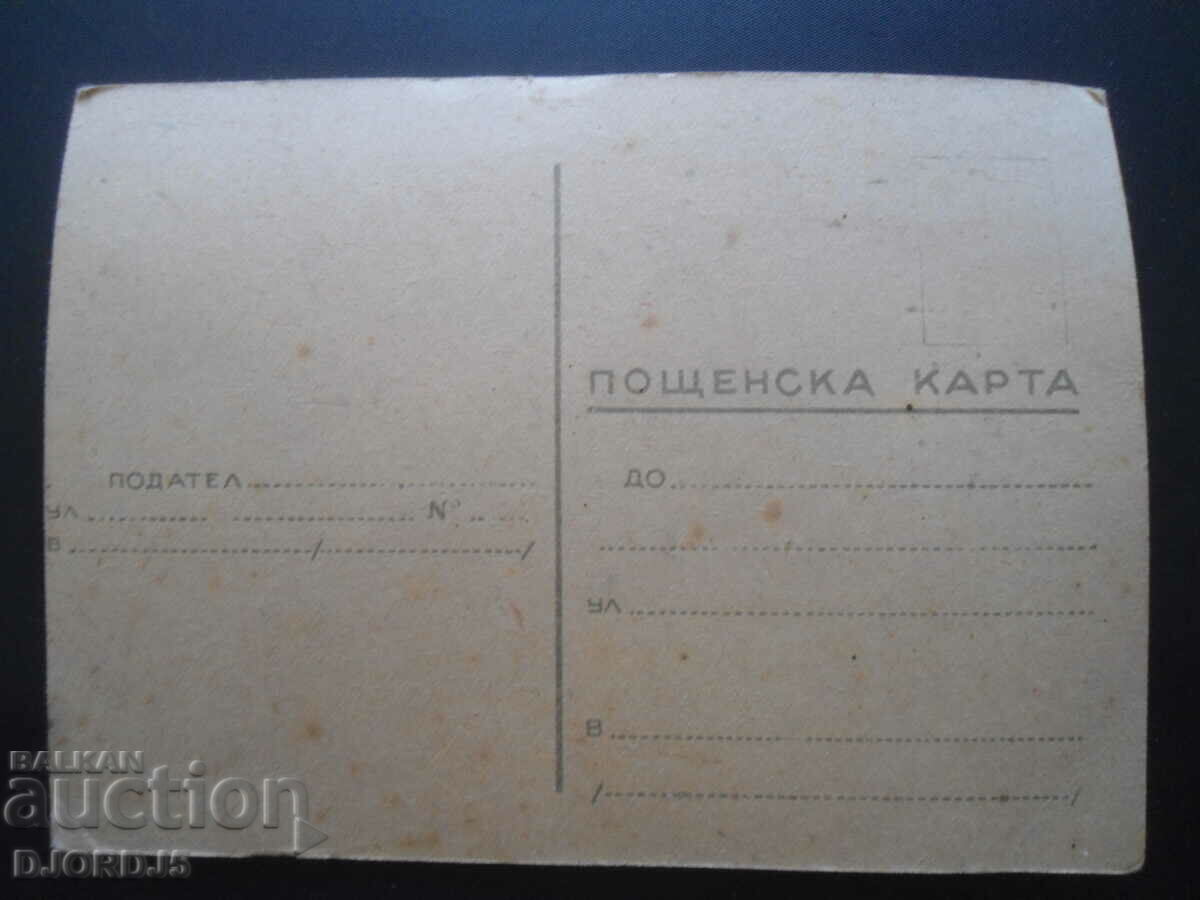 ПОЩЕНСКА КАРТА
ПОДАТЕЛ
УЛ № 
В / /
ДО
УЛ
В
/ /
BALKAN
auction
DJORDJ5